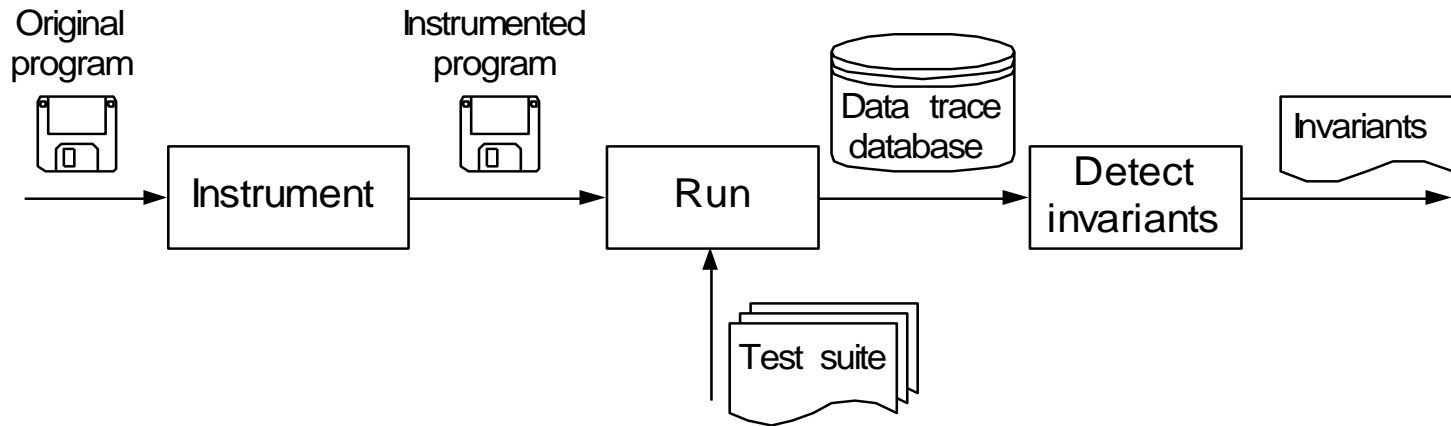 Original
program
Instrumented
program
Data trace
database
Invariants
Instrument
Run
Detect
invariants
Test suite